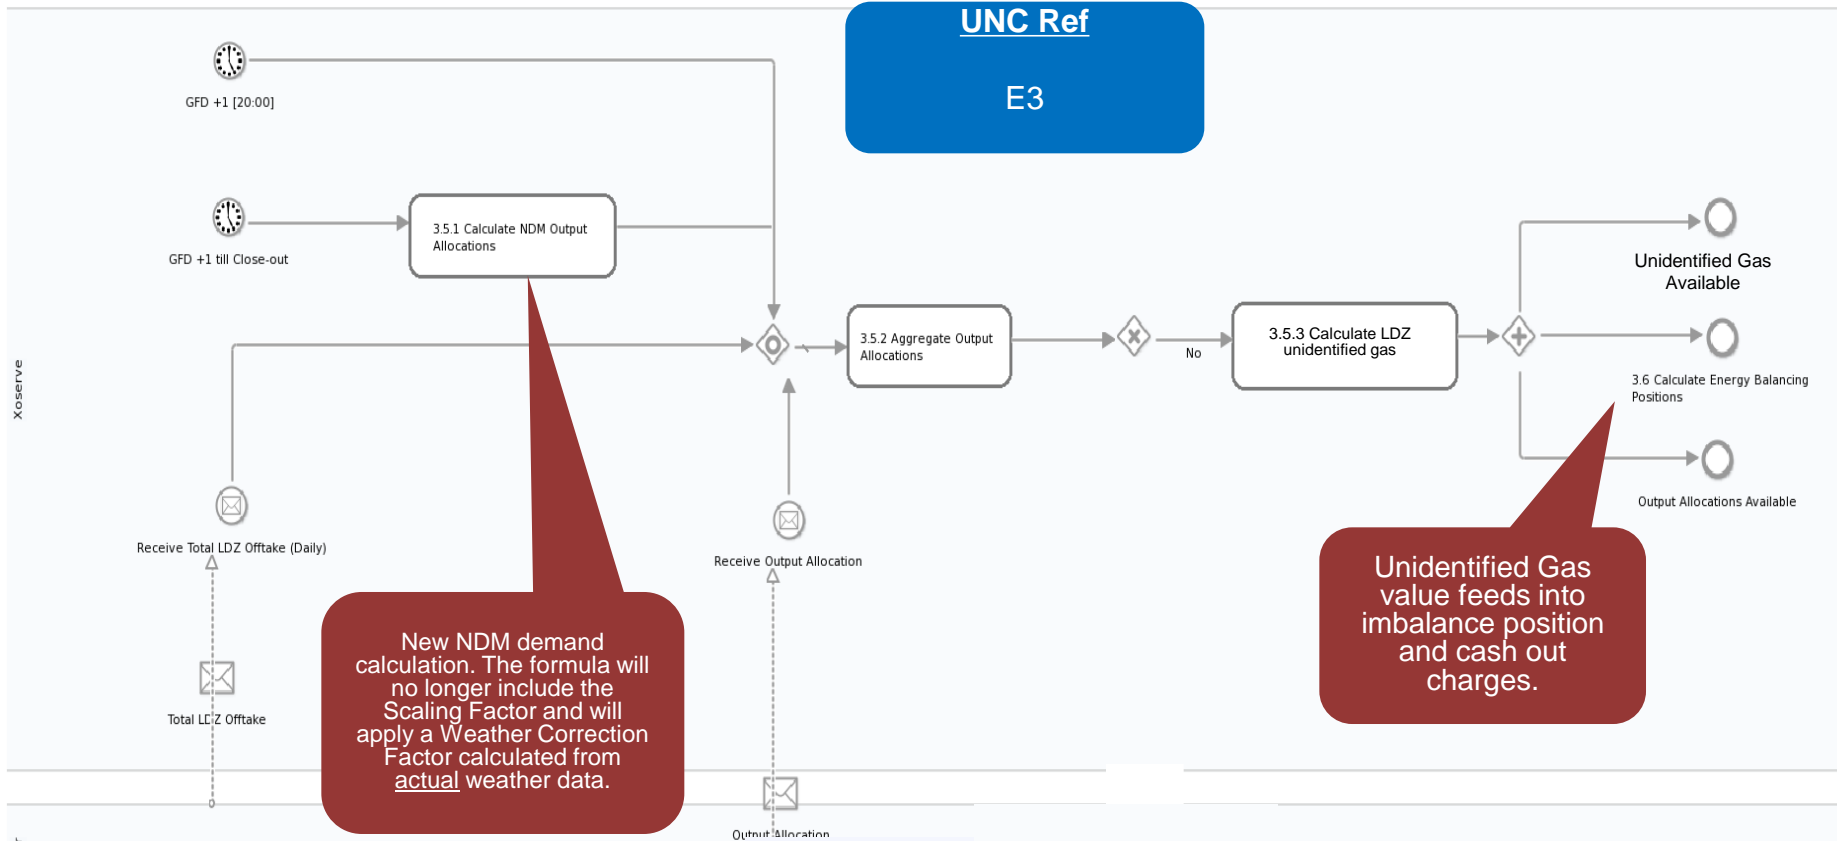 UNC Ref
E3
GFD +1 [20:00]
GFD +1 till Close-out
3.5.1 Calculate NDM Output
Allocations
Unidentified Gas
Available
3.5.2 Aggregate Output
Allocations
No
3.5.3 Calculate LDZ
unidentified gas
3.6 Calculate Energy Balancing
Positions
Xoserve
Output Allocations Available
Receive Total LDZ Offtake (Daily)
Receive Output Allocation
Unidentified Gas
value feeds into
imbalance position
and cash out
charges.
New NDM demand
calculation. The formula will
no longer include the
Scaling Factor and will
apply a Weather Correction
Factor calculated from
actual weather data.
Total LDZ Offtake
Output Allocation